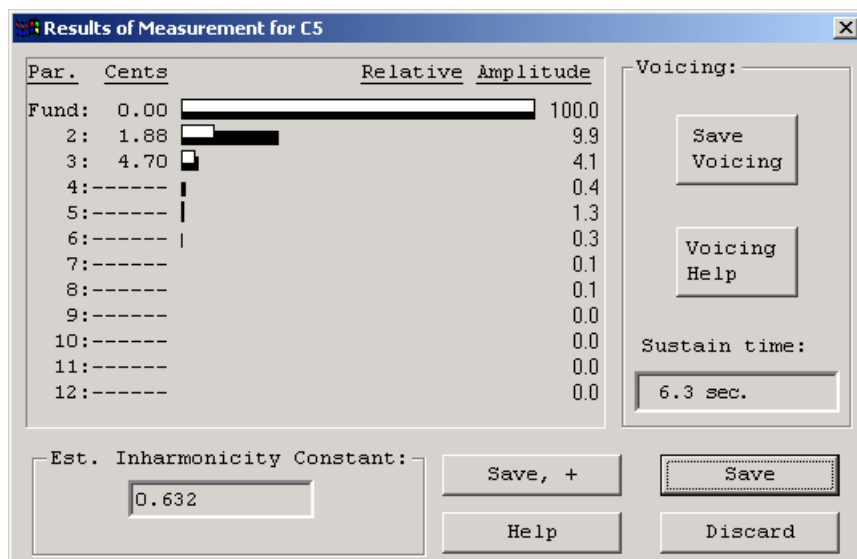 Results of Measurement for C5
Par. Cents Relative Amplitude
Fund: 0.00 100.0
2: 1.88 9.9
3: 4.70 4.1
4:------ 0.4
5:------ 1.3
6:------ 0.3
7:------ 0.1
8:------ 0.1
9:------ 0.0
10:------ 0.0
11:------ 0.0
12:------ 0.0
Voicing:
Save
Voicing
Voicing
Help
Sustain time:
6.3 sec.
Est. Inharmonicity Constant:
0.632
Save, +
Save
Help
Discard